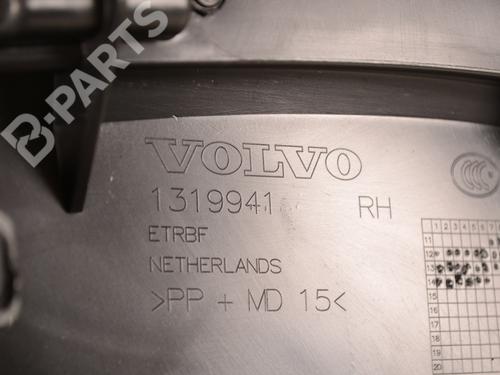 B-PARTS
VOLVO
1319941 RH
ETRBF
NETHERLANDS
>PP + MD 15<